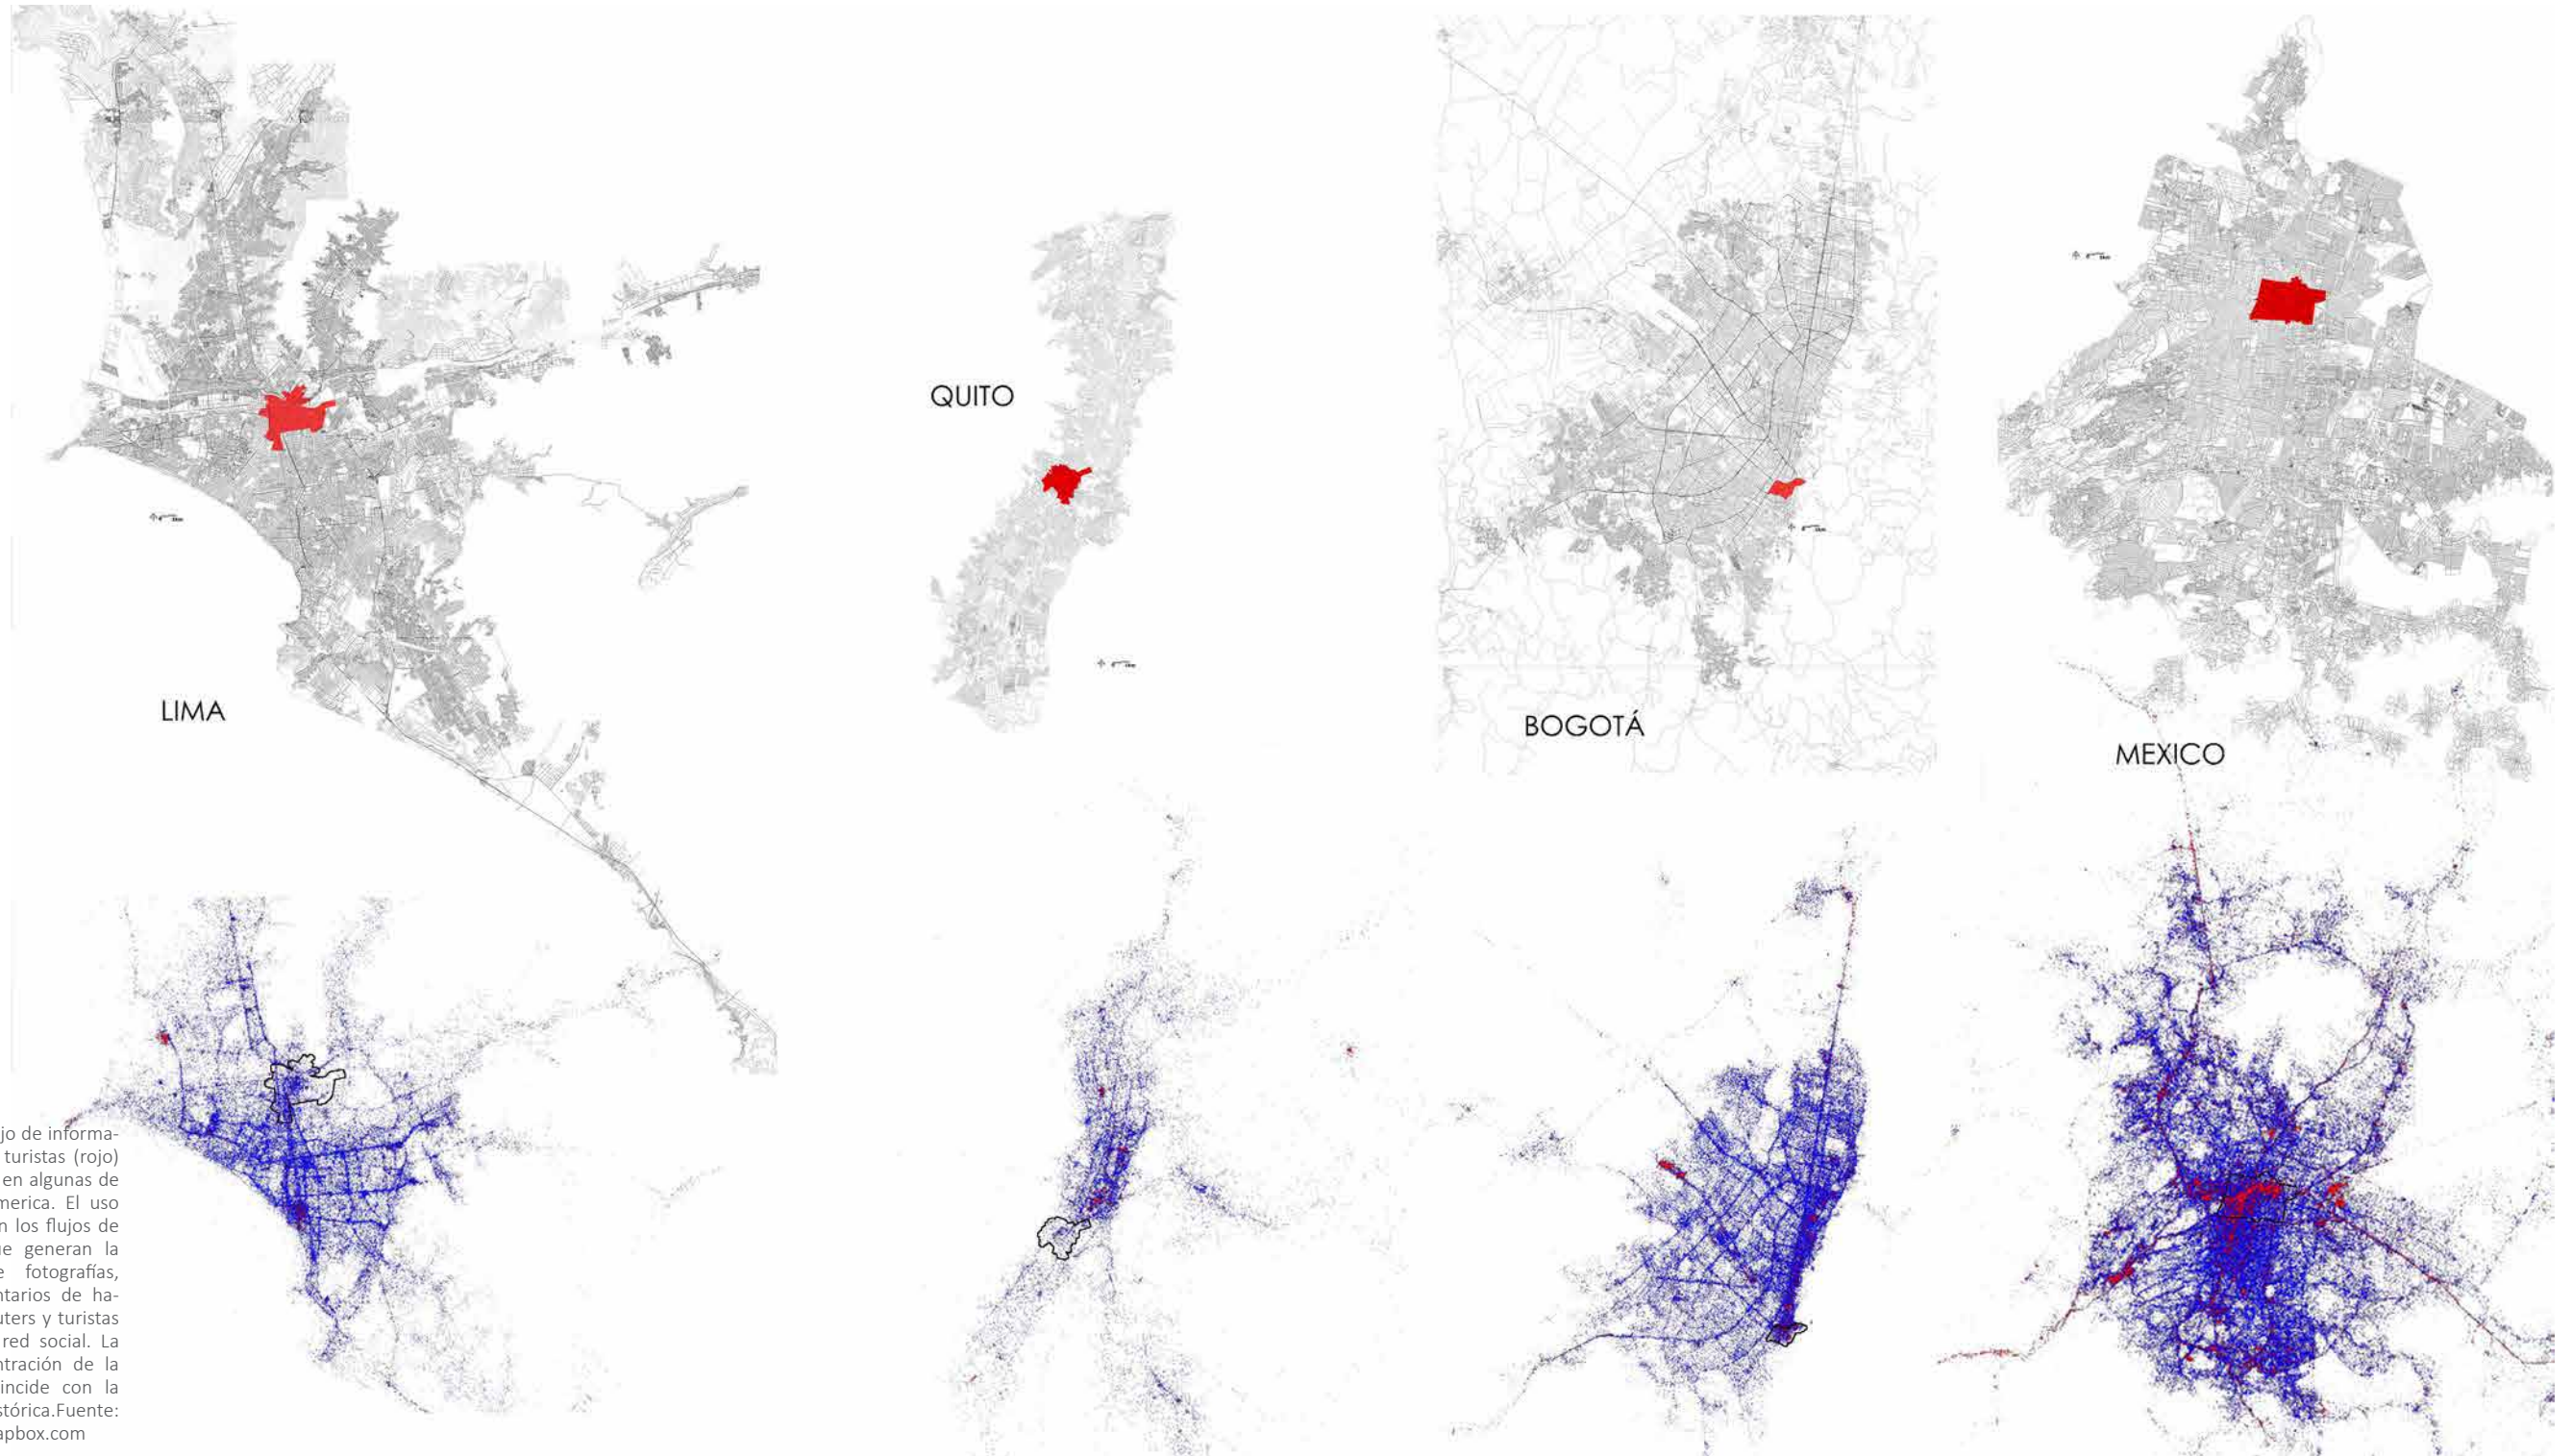 LIMA
QUITO
BOGOTÁ
MEXICO
jo de informa-
turistas (rojo)
en algunas de
merica. El uso
n los flujos de
ue generan la
e fotografías,
ntarios de ha-
uters y turistas
red social. La
ntración de la
incide con la
stórica.Fuente:
apbox.com